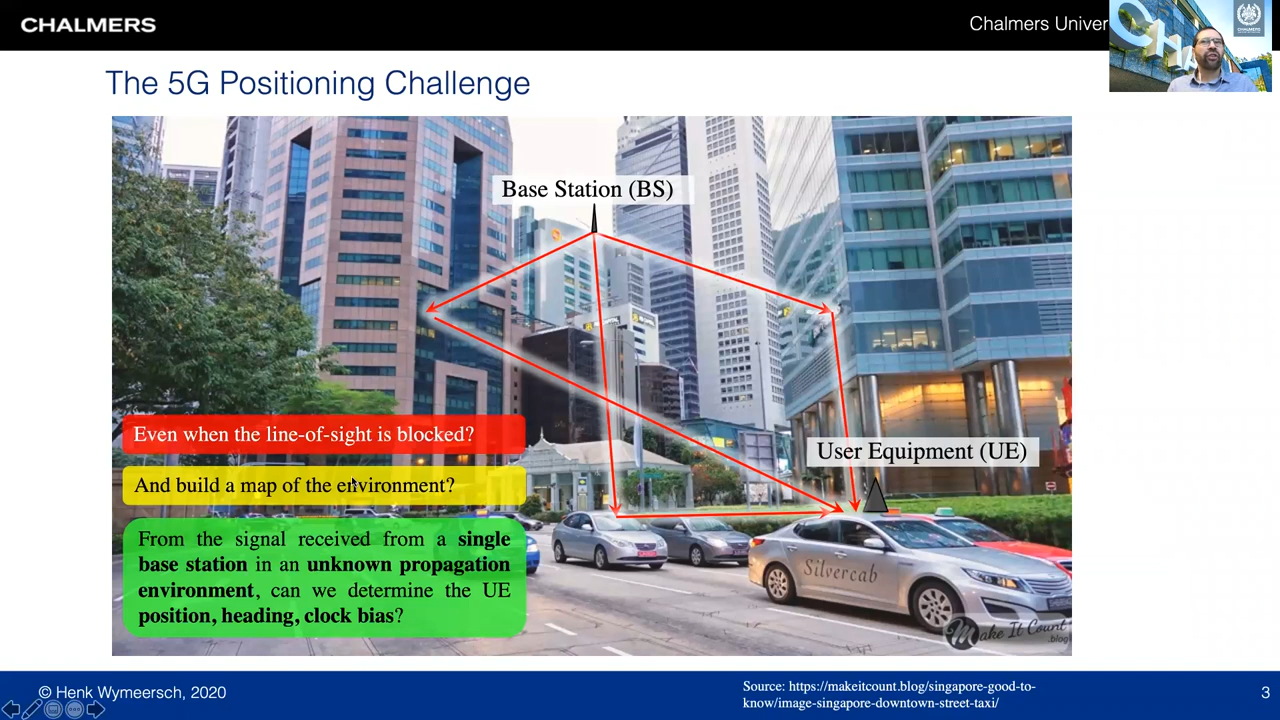 CHALMERS
Chalmers Univer
The 5G Positioning Challenge
Base Station (BS)
User Equipment (UE)
Even when the line-of-sight is blocked?
And build a map of the environment?
From the signal received from a single
base station in an unknown propagation
environment, can we determine the UE
position, heading, clock bias?
Silvercab
Make It Count
.blog
© Henk Wymeersch, 2020
Source: https://makeitcount.blog/singapore-good-to-
know/image-singapore-downtown-street-taxi/
3